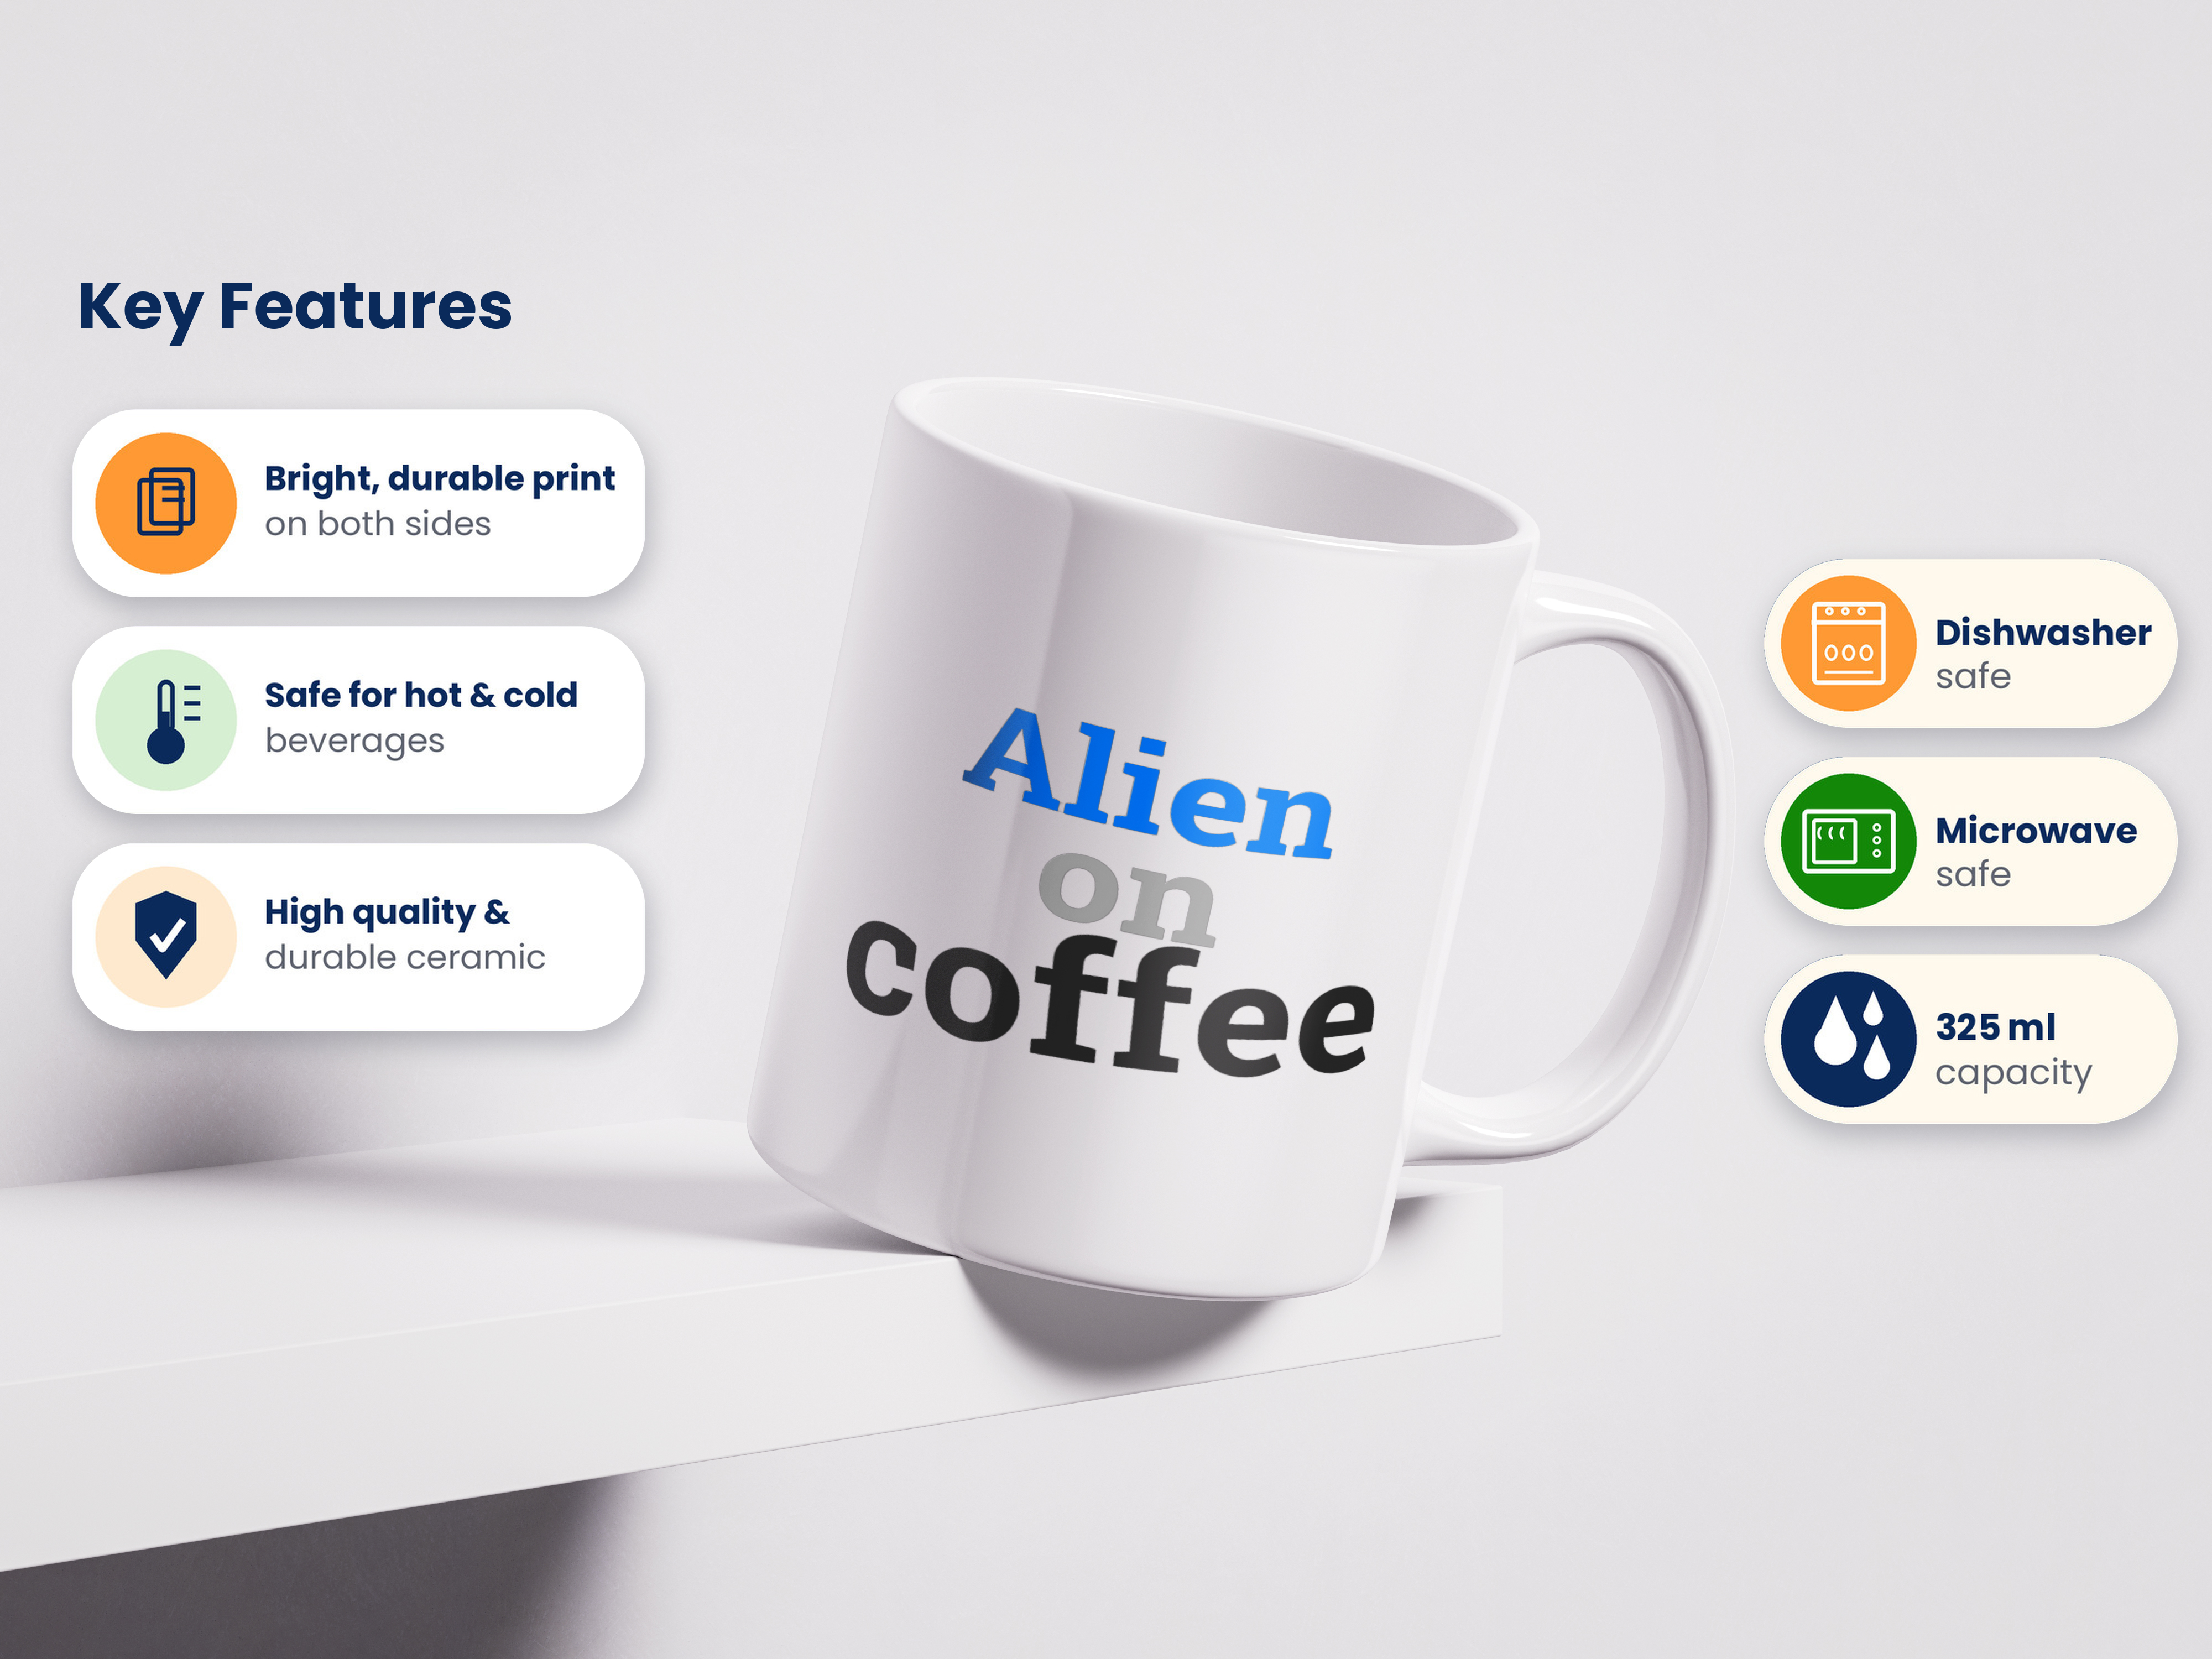 Key Features
Bright, durable print
on both sides
Safe for hot & cold
beverages
High quality &
durable ceramic
Alien
on
coffee
Dishwasher
safe
Microwave
safe
325 ml
capacity